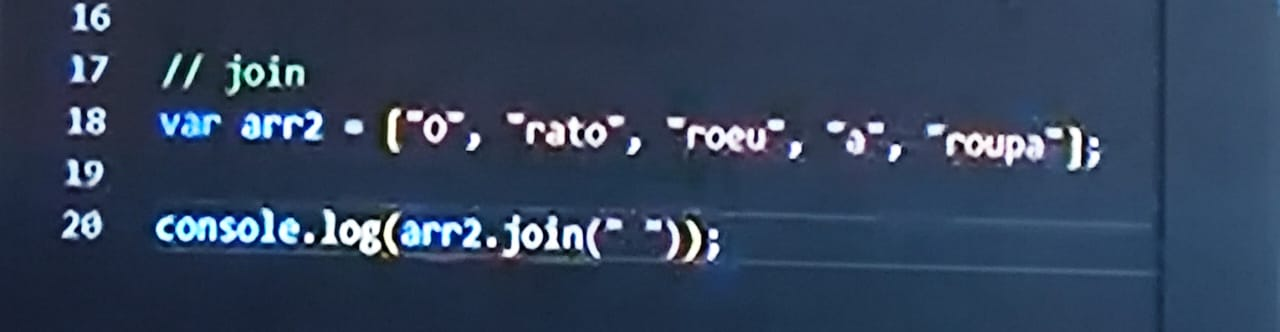 16
17 // join
18 var arr2 = ["O", "rato", "roeu", "a", "roupa"];
19
20 console.log(arr2.join(" "));